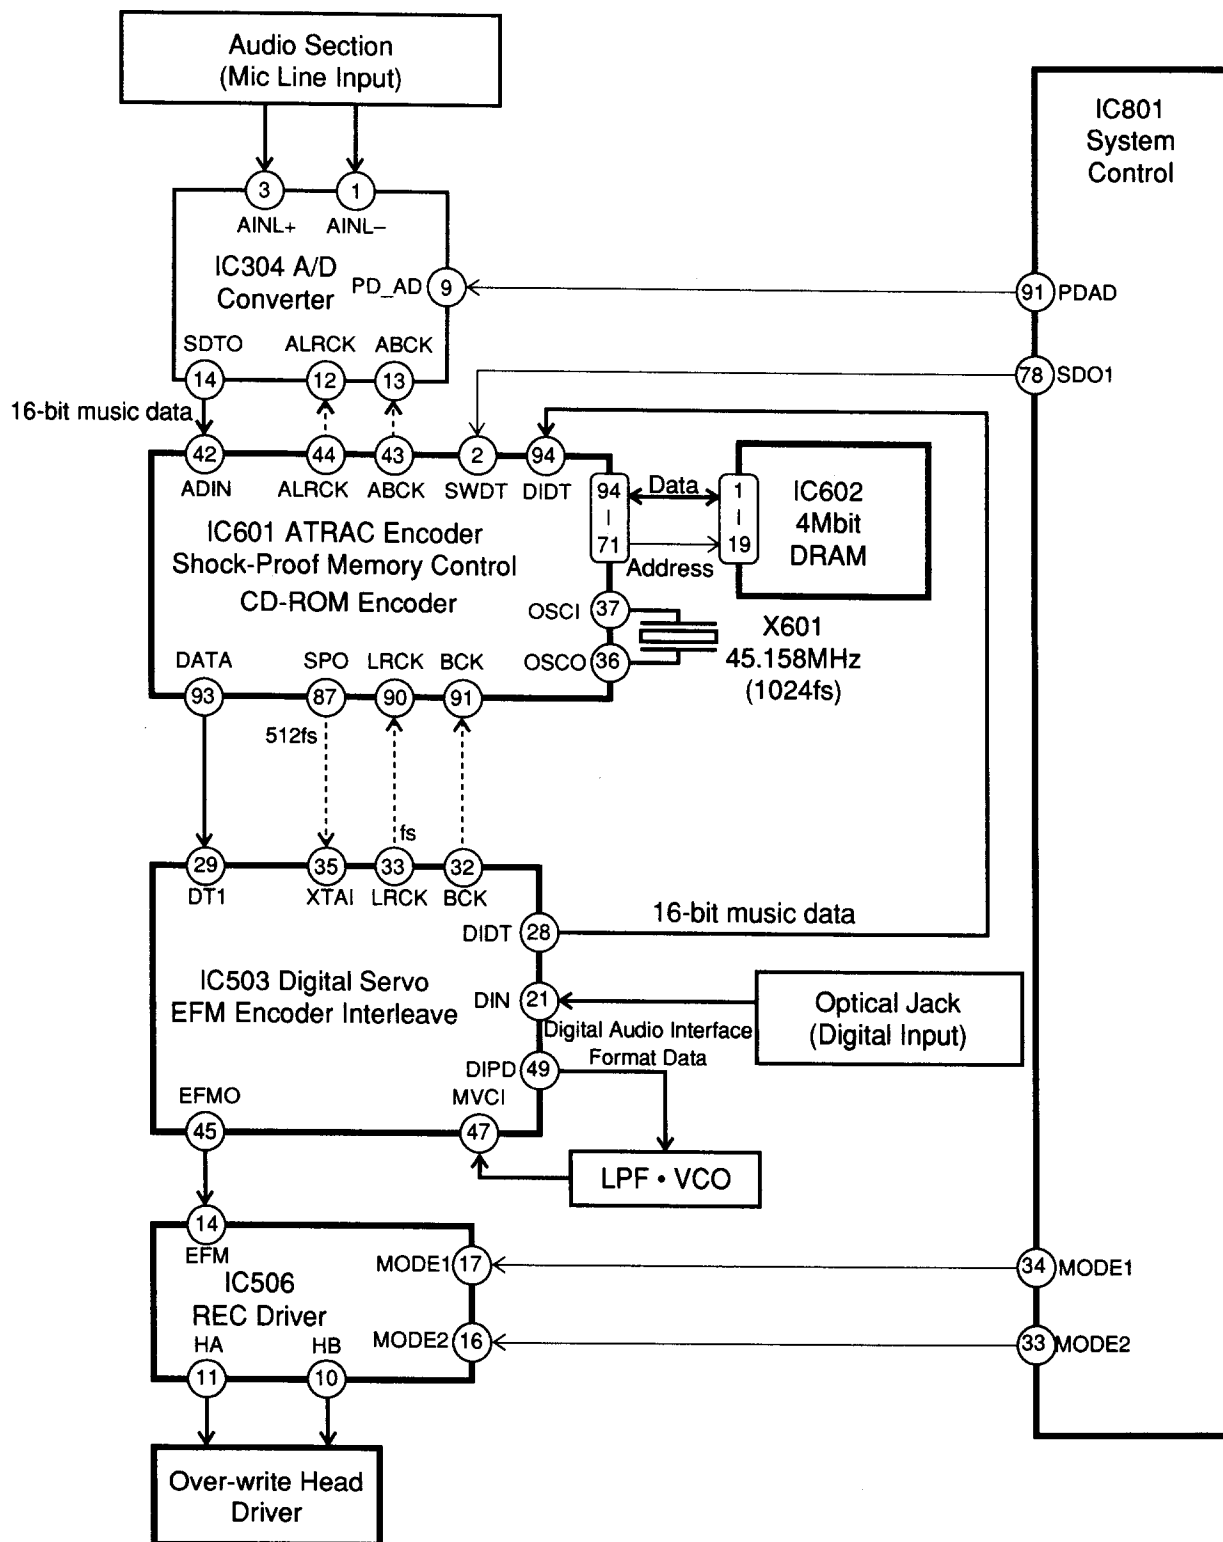 Audio Section
(Mic Line Input)
IC801
System
Control
3
1
AINL+
AINL–
IC304 A/D
Converter
PD_AD
9
91
PDAD
SDTO
ALRCK
ABCK
14
12
13
78
SDO1
16-bit music data
42
44
43
2
94
ADIN
ALRCK
ABCK
SWDT
DIDT
94
71
Data
Address
1
19
IC602
4Mbit
DRAM
IC601 ATRAC Encoder
Shock-Proof Memory Control
CD-ROM Encoder
OSCI
37
OSCO
36
X601
45.158MHz
(1024fs)
DATA
SPO
LRCK
BCK
93
87
90
91
512fs
fs
29
35
33
32
DT1
XTAI
LRCK
BCK
DIDT
28
16-bit music data
IC503 Digital Servo
EFM Encoder Interleave
DIN
21
Optical Jack
(Digital Input)
Digital Audio Interface
Format Data
DIPD
49
EFMO
MVCI
45
47
LPF • VCO
14
EFM
IC506
REC Driver
MODE1
17
34
MODE1
MODE2
16
33
MODE2
HA
HB
11
10
Over-write Head
Driver